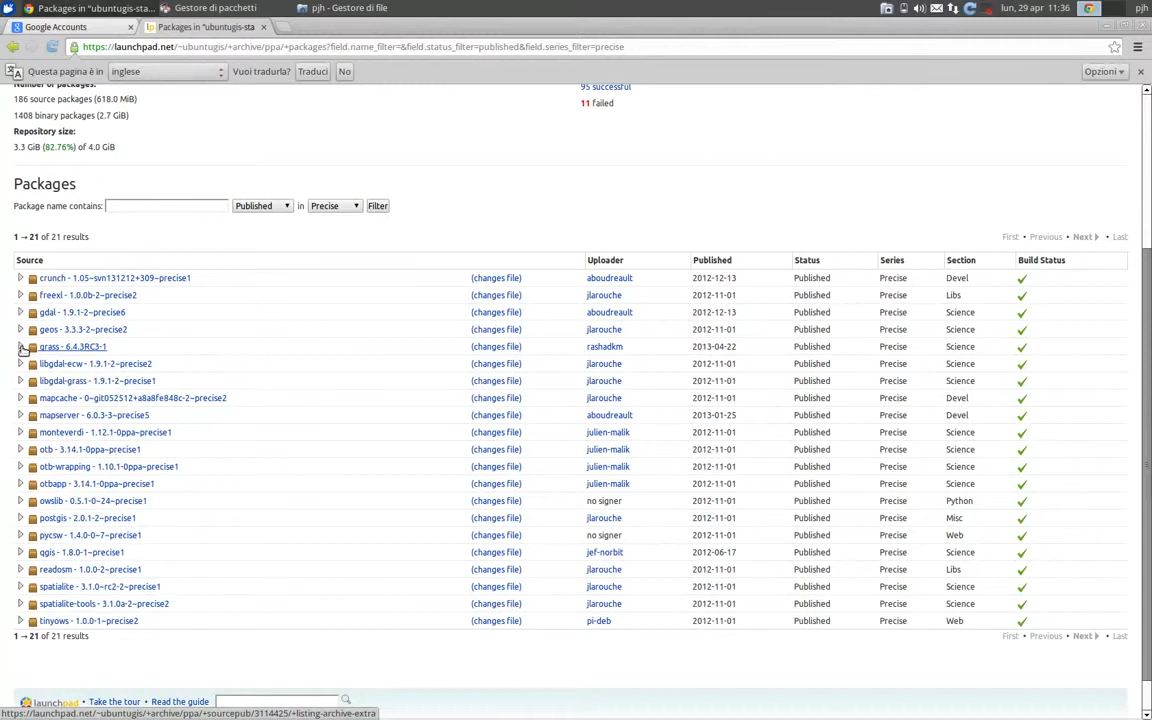 Packages in “ubuntugis-sta... Gestore di pacchetti pjh - Gestore di file lun, 29 apr 11:36 pjh
Google Accounts Packages in “ubuntugis-sta
https://launchpad.net/~ubuntugis/+archive/ppa/+packages?field.name_filter=&field.status_filter=published&field.series_filter=precise
Questa pagina è in inglese Vuoi tradurla? Traduci No Opzioni
Number of packages: 95 successful
186 source packages (618.0 MiB)
11 failed
1408 binary packages (2.7 GiB)
Repository size:
3.3 GiB (82.76%) of 4.0 GiB
Packages
Package name contains: Published in Precise Filter
1 → 21 of 21 results First • Previous • Next • Last
Source Uploader Published Status Series Section Build Status
crunch - 1.05~svn131212+309~precise1 (changes file) aboudreault 2012-12-13 Published Precise Devel
freexl - 1.0.0b-2~precise2 (changes file) jlarouche 2012-11-01 Published Precise Libs
gdal - 1.9.1-2~precise6 (changes file) aboudreault 2012-12-13 Published Precise Science
geos - 3.3.3-2~precise2 (changes file) jlarouche 2012-11-01 Published Precise Science
grass - 6.4.3RC3-1 (changes file) rashadkm 2013-04-22 Published Precise Science
libgdal-ecw - 1.9.1-2~precise2 (changes file) jlarouche 2012-11-01 Published Precise Science
libgdal-grass - 1.9.1-2~precise1 (changes file) jlarouche 2012-11-01 Published Precise Science
mapcache - 0~git052512+a8a8fe848c-2~precise2 (changes file) jlarouche 2012-11-01 Published Precise Devel
mapserver - 6.0.3-3~precise5 (changes file) aboudreault 2013-01-25 Published Precise Devel
monteverdi - 1.12.1-0ppa~precise1 (changes file) julien-malik 2012-11-01 Published Precise Science
otb - 3.14.1-0ppa~precise1 (changes file) julien-malik 2012-11-01 Published Precise Science
otb-wrapping - 1.10.1-0ppa~precise1 (changes file) julien-malik 2012-11-01 Published Precise Science
otbapp - 3.14.1-0ppa~precise1 (changes file) julien-malik 2012-11-01 Published Precise Science
owslib - 0.5.1-0~24~precise1 (changes file) no signer 2012-11-01 Published Precise Python
postgis - 2.0.1-2~precise1 (changes file) jlarouche 2012-11-01 Published Precise Misc
pycsw - 1.4.0-0~7~precise1 (changes file) no signer 2012-11-01 Published Precise Web
qgis - 1.8.0-1~precise1 (changes file) jef-norbit 2012-06-17 Published Precise Science
readosm - 1.0.0-2~precise1 (changes file) jlarouche 2012-11-01 Published Precise Libs
spatialite - 3.1.0~rc2-2~precise1 (changes file) jlarouche 2012-11-01 Published Precise Science
spatialite-tools - 3.1.0a-2~precise2 (changes file) jlarouche 2012-11-01 Published Precise Science
tinyows - 1.0.0-1~precise2 (changes file) pi-deb 2012-11-01 Published Precise Web
1 → 21 of 21 results First • Previous • Next • Last
launchpad • Take the tour • Read the guide
https://launchpad.net/~ubuntugis/+archive/ppa/+sourcepub/3114425/+listing-archive-extra